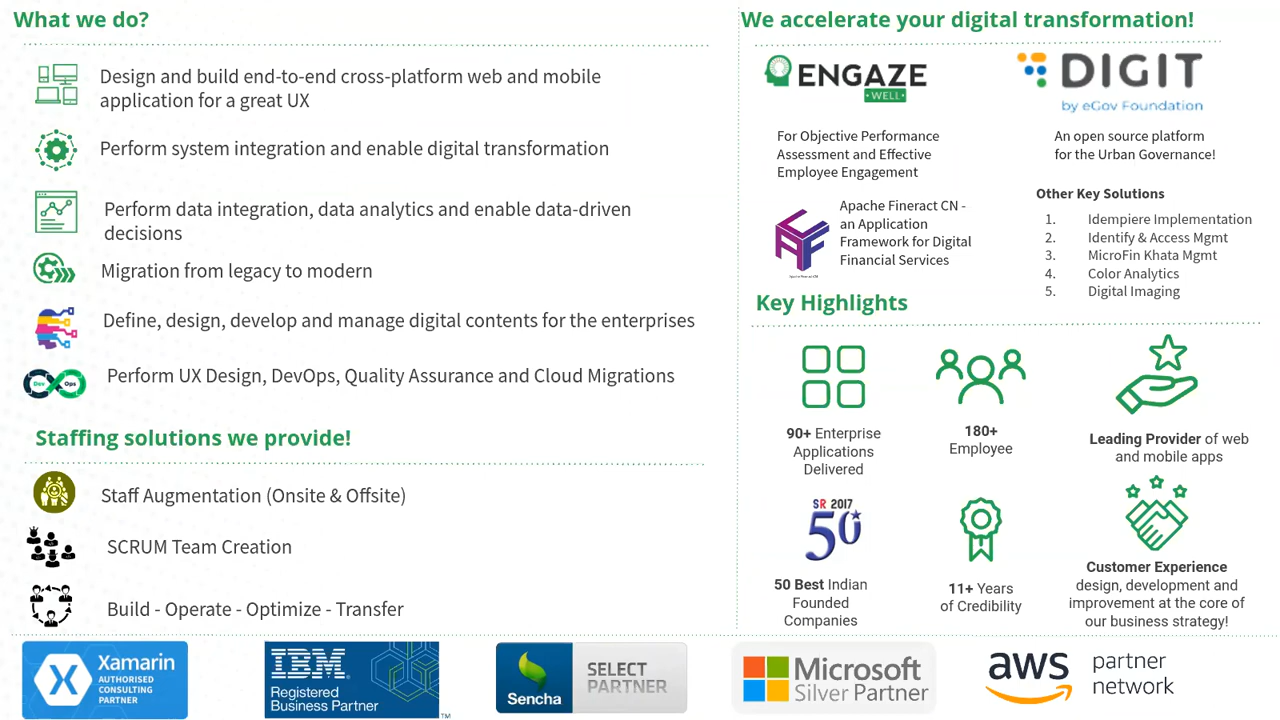 What we do?
Design and build end-to-end cross-platform web and mobile
application for a great UX
Perform system integration and enable digital transformation
Perform data integration, data analytics and enable data-driven
decisions
Migration from legacy to modern
Define, design, develop and manage digital contents for the enterprises
Dev Ops
Perform UX Design, DevOps, Quality Assurance and Cloud Migrations
Staffing solutions we provide!
Staff Augmentation (Onsite & Offsite)
SCRUM Team Creation
Build - Operate - Optimize - Transfer
We accelerate your digital transformation!
ENGAZE
• WELL •
For Objective Performance
Assessment and Effective
Employee Engagement
DIGIT
by eGov Foundation
An open source platform
for the Urban Governance!
Apache Fineract CN
Apache Fineract CN -
an Application
Framework for Digital
Financial Services
Other Key Solutions
1. Idempiere Implementation
2. Identify & Access Mgmt
3. MicroFin Khata Mgmt
4. Color Analytics
5. Digital Imaging
Key Highlights
90+ Enterprise
Applications
Delivered
180+
Employee
Leading Provider of web
and mobile apps
SR 2017
50
50 Best Indian
Founded
Companies
11+ Years
of Credibility
Customer Experience
design, development and
improvement at the core of
our business strategy!
Xamarin
AUTHORISED
CONSULTING
PARTNER
IBM
Registered
Business Partner
TM
Sencha
SELECT
PARTNER
Microsoft
Silver Partner
aws
partner
network